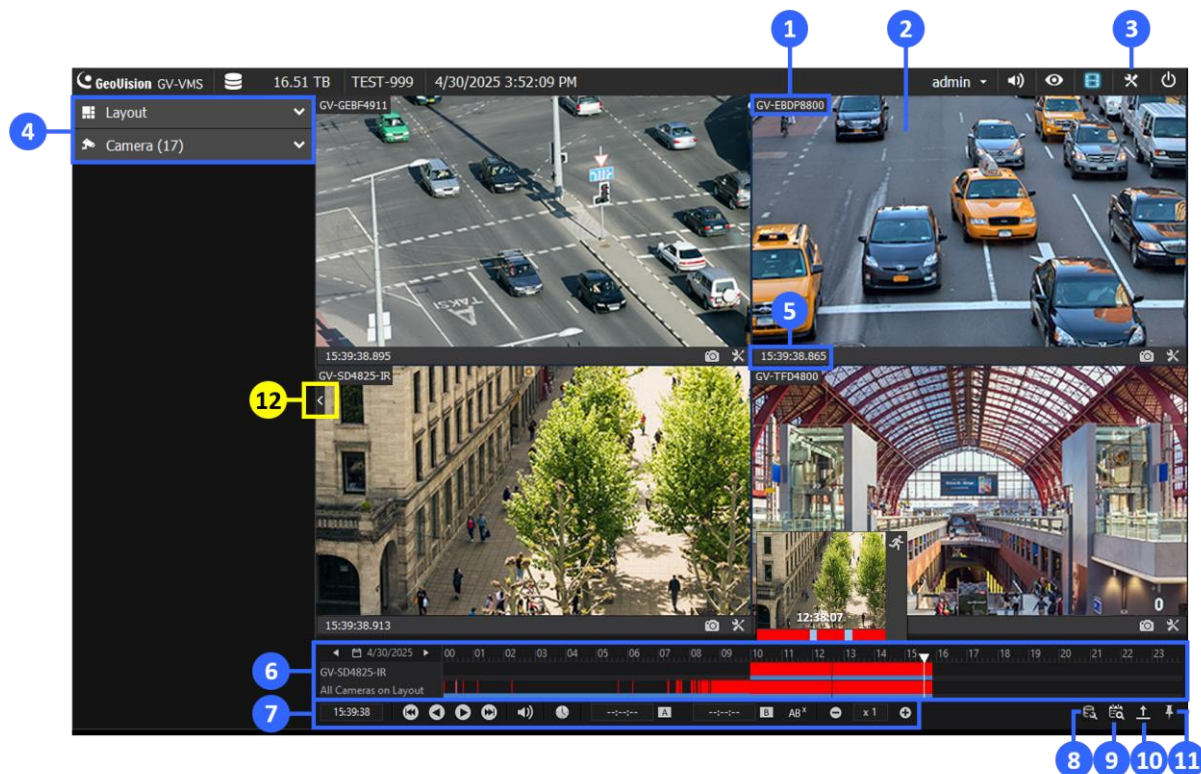 1
2
3
GeoVision GV-VMS 16.51 TB TEST-999 4/30/2025 3:52:09 PM admin
4
Layout
Camera (17)
GV-GEBF4911
GV-EBDP8800
TAKSI
5
15:39:38.895
15:39:38.865
12
GV-SD4825-IR
GV-TFD4800
12:38:07
0
15:39:38.913
6
4/30/2025 00 01 02 03 04 05 06 07 08 09 10 11 12 13 14 15 16 17 18 19 20 21 22 23
GV-SD4825-IR
All Cameras on Layout
7
15:39:38 --:--:-- A --:--:-- B ABx x 1
8
9
10
11